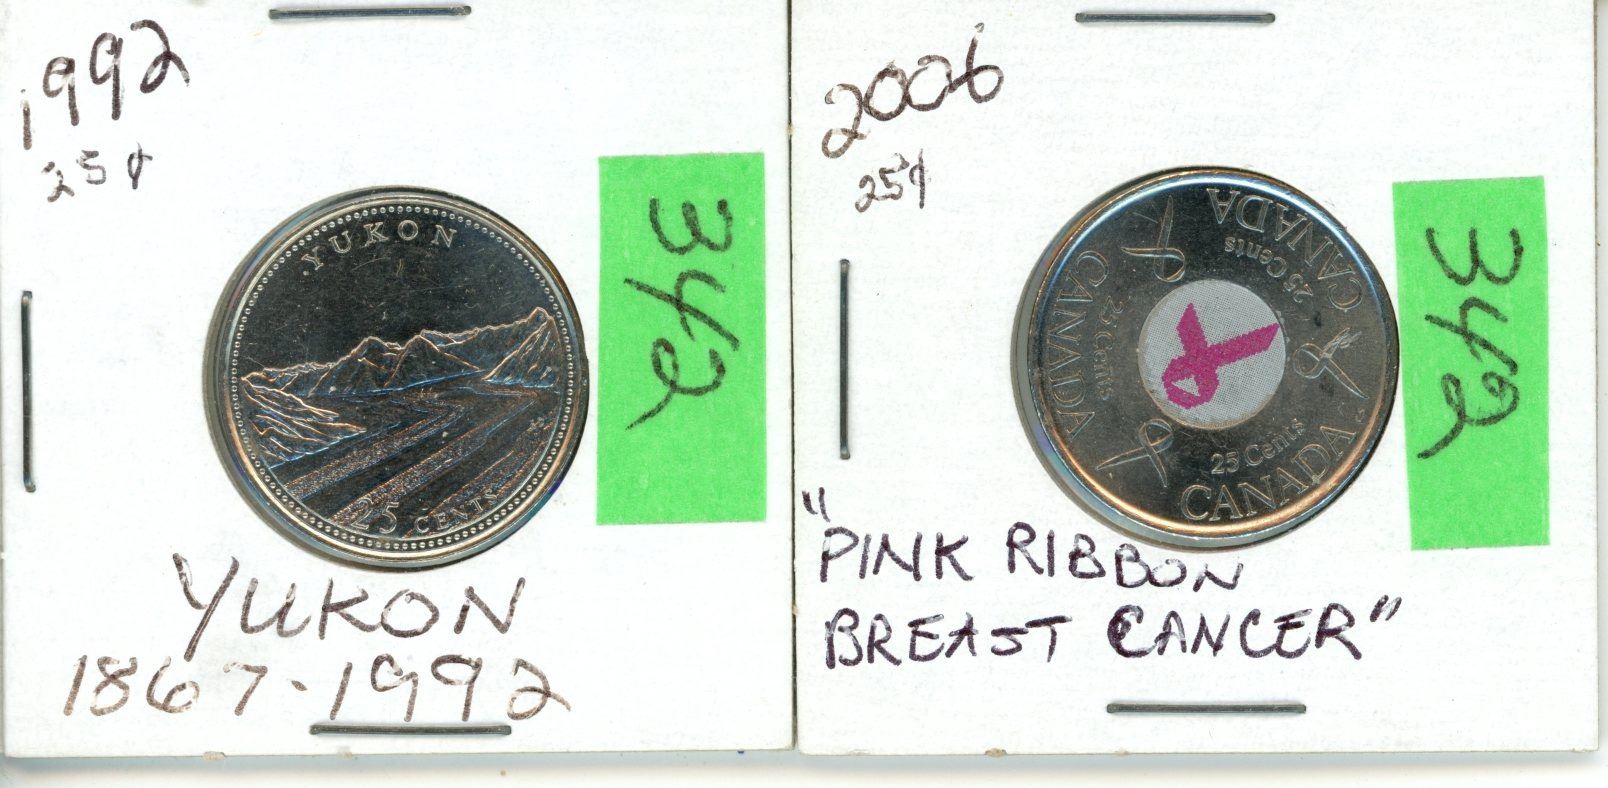 1992
25¢
YUKON
25 CENTS
342
YUKON
1867-1992
2006
25¢
CANADA
25 Cents
CANADA
25 Cents
CANADA
25 Cents
342
"PINK RIBBON
BREAST CANCER"